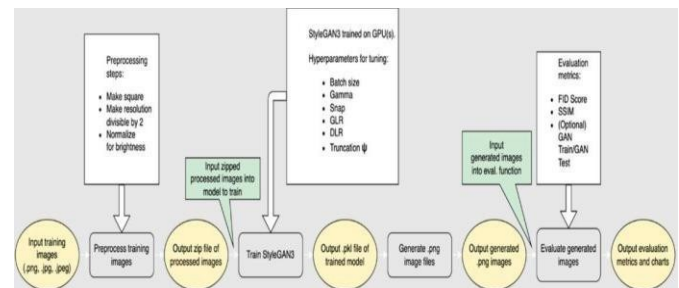 Preprocessing
steps:
• Make square
• Make resolution
divisible by 2
• Normalize
for brightness
StyleGAN3 trained on GPU(s).
Hyperparameters for tuning:
• Batch size
• Gamma
• Snap
• GLR
• DLR
• Truncation ψ
Evaluation
metrics:
• FID Score
• SSIM
• (Optional)
GAN
Train/GAN
Test
Input zipped
processed images into
model to train
Input
generated images
into eval. function
Input training
images
(.png, .jpg, .jpeg)
Preprocess training
images
Output zip file of
processed images
Train StyleGAN3
Output .pkl file of
trained model
Generate .png
image files
Output generated
.png images
Evaluate generated
images
Output evaluation
metrics and charts